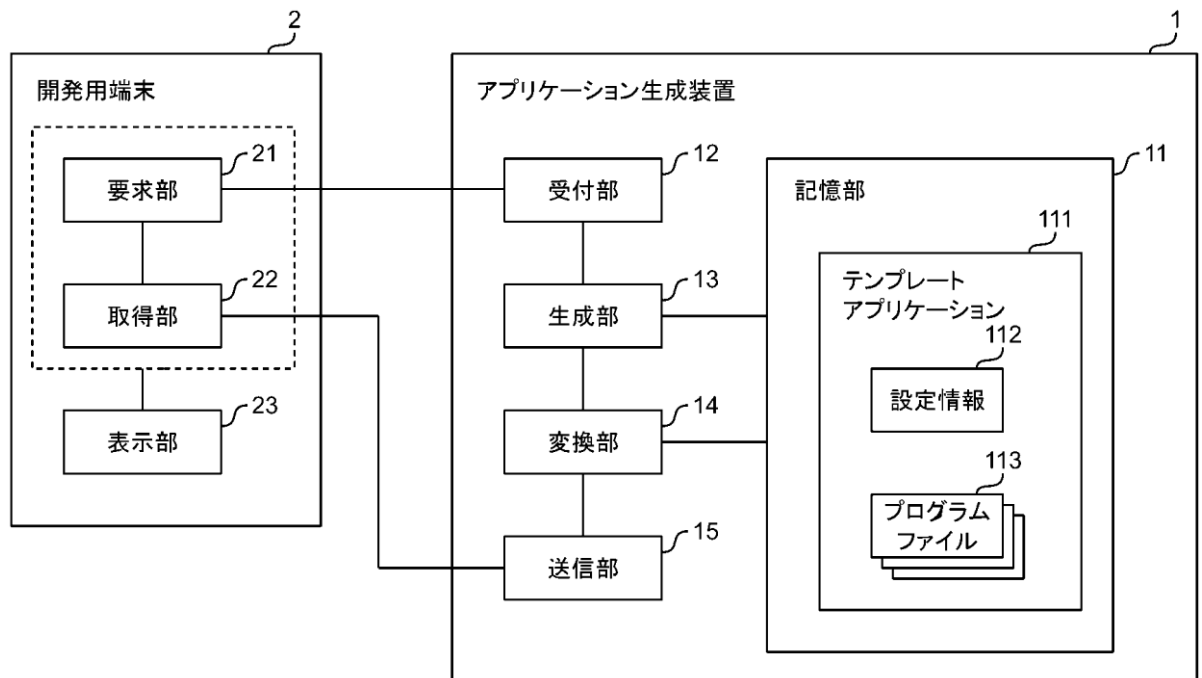 2
開発用端末
21
要求部
22
取得部
23
表示部
1
アプリケーション生成装置
12
受付部
13
生成部
14
変換部
15
送信部
11
記憶部
111
テンプレート
アプリケーション
112
設定情報
113
プログラム
ファイル